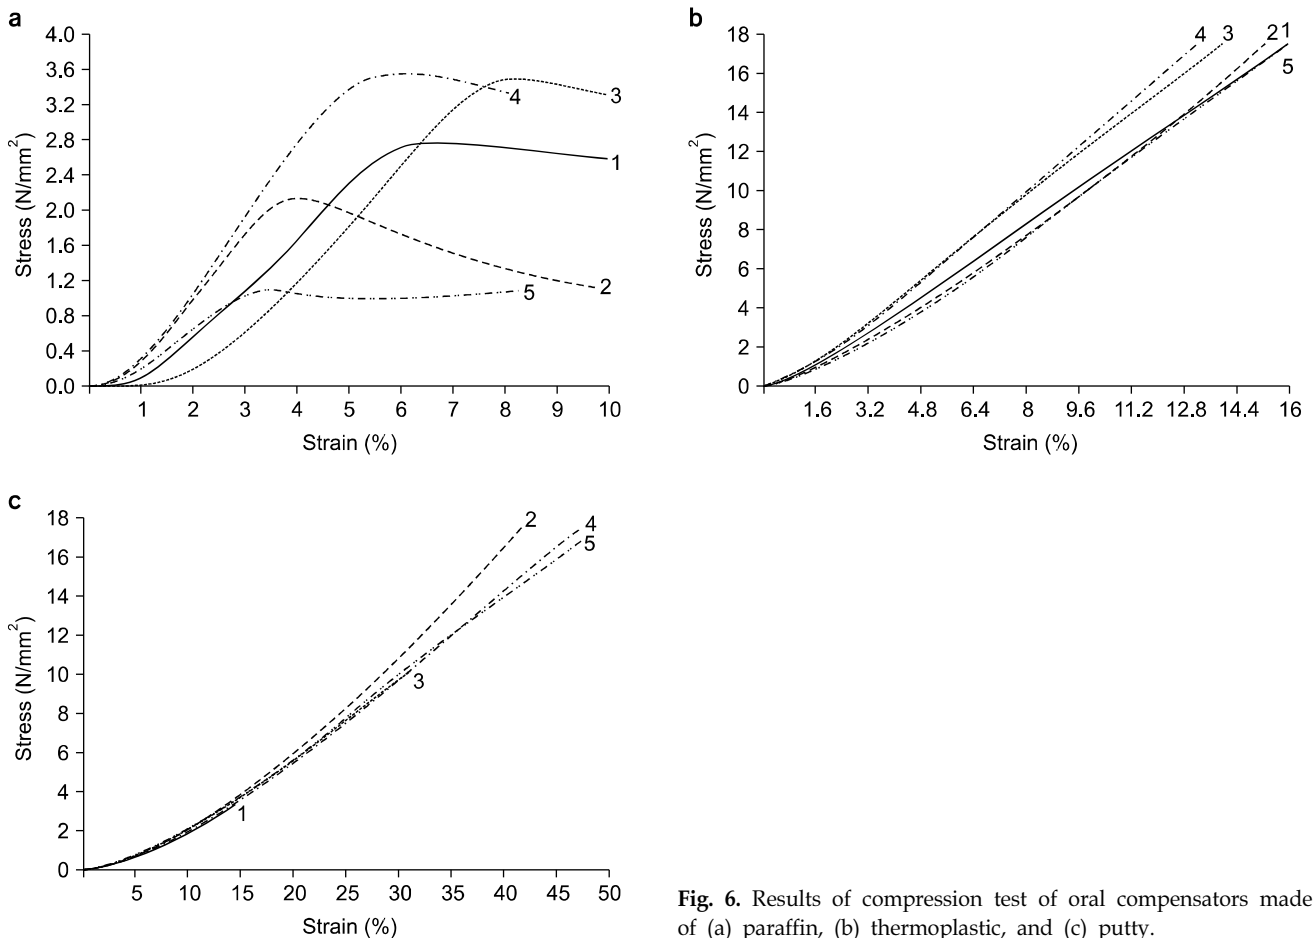 a
4.0
3.6
3.2
2.8
2.4
2.0
1.6
1.2
0.8
0.4
0.0
Stress (N/mm²)
1 2 3 4 5 6 7 8 9 10
Strain (%)
4
3
1
2
5
b
18
16
14
12
10
8
6
4
2
0
Stress (N/mm²)
1.6 3.2 4.8 6.4 8 9.6 11.2 12.8 14.4 16
Strain (%)
4 3 2 1
5
c
18
16
14
12
10
8
6
4
2
0
Stress (N/mm²)
5 10 15 20 25 30 35 40 45 50
Strain (%)
2
4
5
3
1
Fig. 6. Results of compression test of oral compensators made
of (a) paraffin, (b) thermoplastic, and (c) putty.